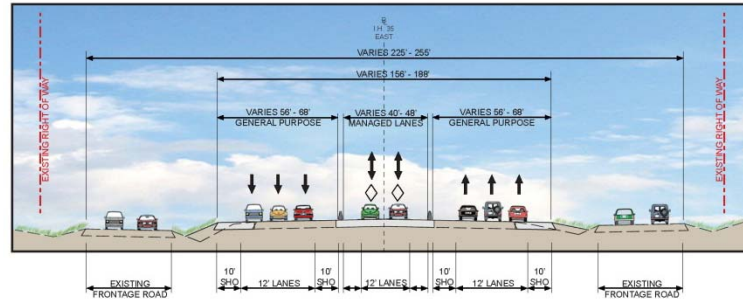 ℄
I.H. 35
EAST
VARIES 225' - 255'
VARIES 156' - 188'
VARIES 56' - 68'
GENERAL PURPOSE
VARIES 40' - 48'
MANAGED LANES
VARIES 56' - 68'
GENERAL PURPOSE
EXISTING RIGHT OF WAY
EXISTING RIGHT OF WAY
EXISTING
FRONTAGE ROAD
10'
SHO
12' LANES
10'
SHO
12' LANES
10'
SHO
12' LANES
10'
SHO
EXISTING
FRONTAGE ROAD